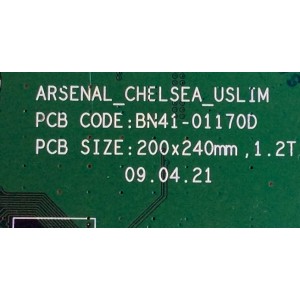 ARSENAL_CHELSEA_USLIM
PCB CODE:BN41-01170D
PCB SIZE:200x240mm,1.2T
09.04.21